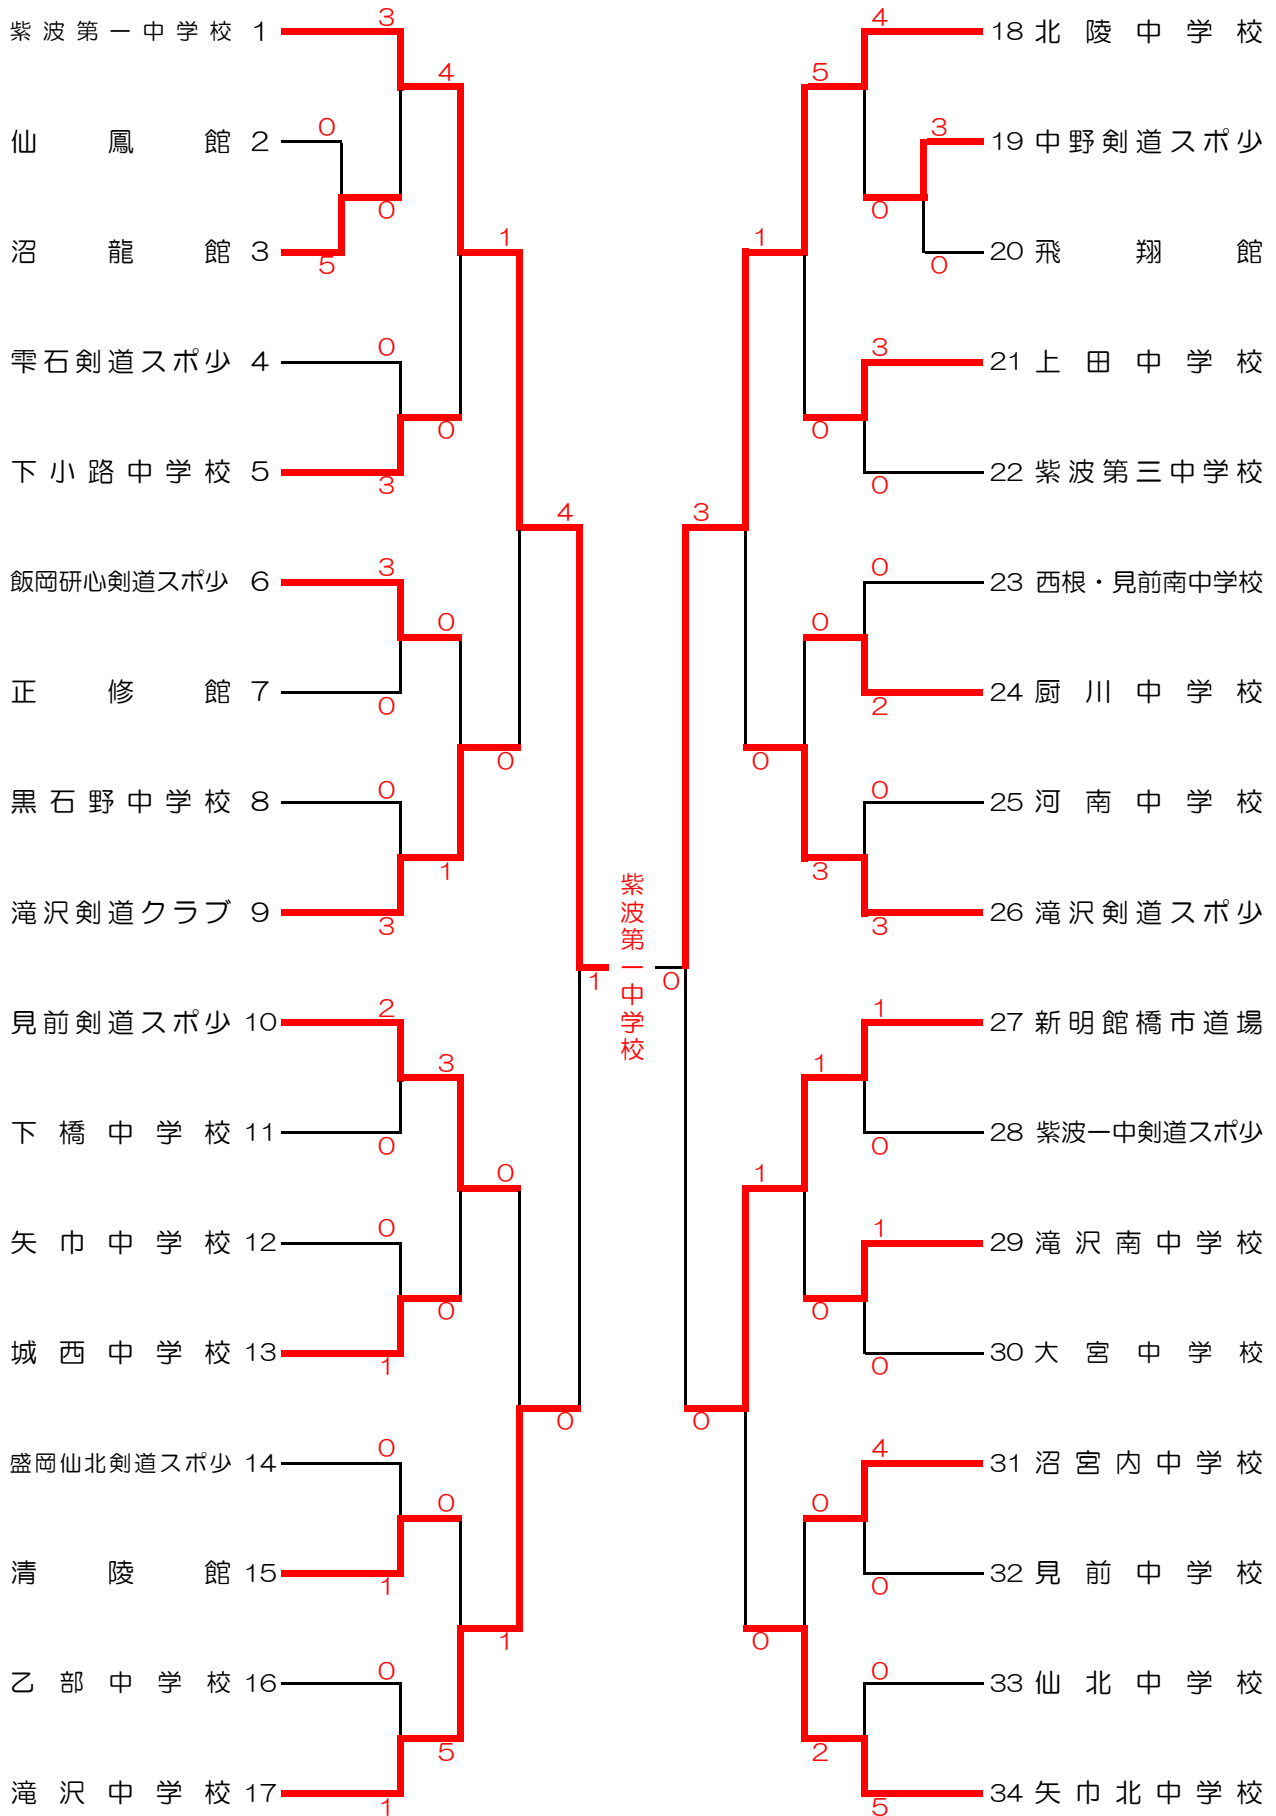 紫波第一中学校 1
3
4
仙鳳館 2
0
0
沼龍館 3
5
1
雫石剣道スポ少 4
0
0
下小路中学校 5
3
4
飯岡研心剣道スポ少 6
3
0
正修館 7
0
0
黒石野中学校 8
0
1
滝沢剣道クラブ 9
3
見前剣道スポ少 10
2
3
下橋中学校 11
0
0
矢巾中学校 12
0
0
城西中学校 13
1
0
盛岡仙北剣道スポ少 14
0
0
清陵館 15
1
1
乙部中学校 16
0
5
滝沢中学校 17
1
1
紫波第一中学校
0
4
18 北陵中学校
5
3
19 中野剣道スポ少
0
1
0
20 飛翔館
3
21 上田中学校
0
0
22 紫波第三中学校
3
0
23 西根・見前南中学校
0
2
24 厨川中学校
0
0
25 河南中学校
3
3
26 滝沢剣道スポ少
1
27 新明館橋市道場
1
0
28 紫波一中剣道スポ少
1
1
29 滝沢南中学校
0
0
30 大宮中学校
0
4
31 沼宮内中学校
0
0
32 見前中学校
0
0
33 仙北中学校
2
5
34 矢巾北中学校